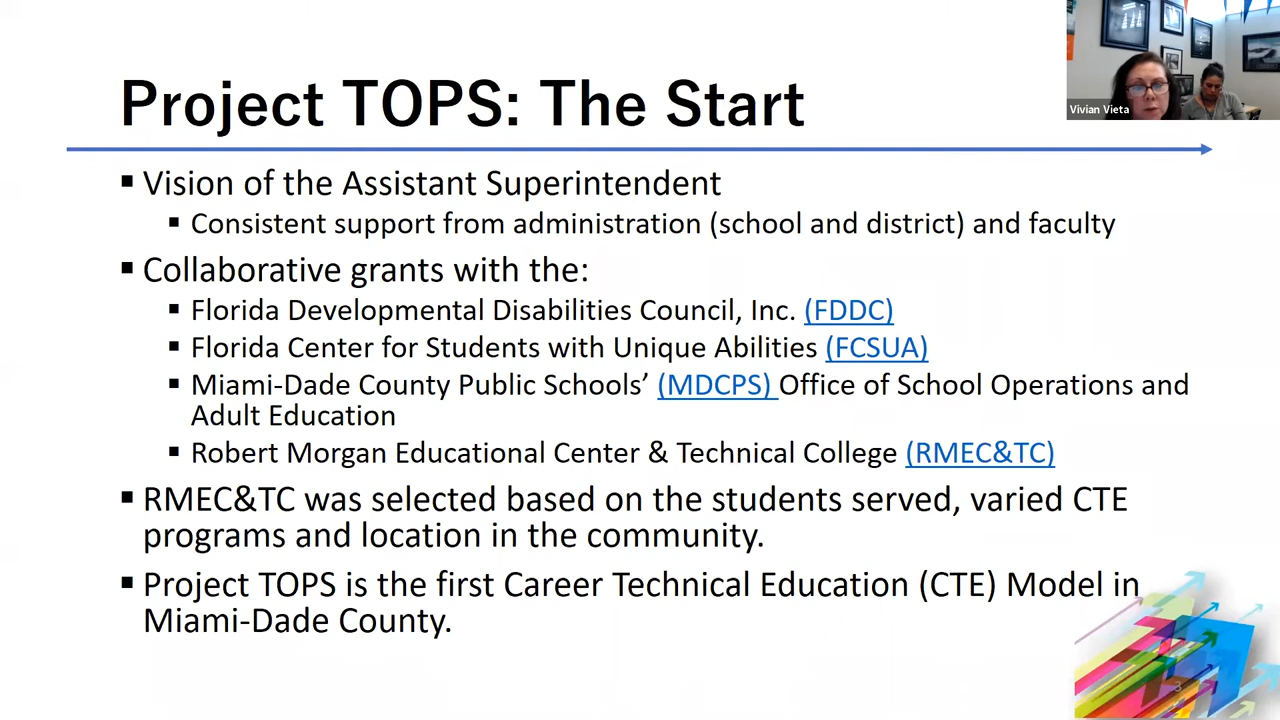 Project TOPS: The Start
Vivian Vieta
▪ Vision of the Assistant Superintendent
▪ Consistent support from administration (school and district) and faculty
▪ Collaborative grants with the:
▪ Florida Developmental Disabilities Council, Inc. (FDDC)
▪ Florida Center for Students with Unique Abilities (FCSUA)
▪ Miami-Dade County Public Schools’ (MDCPS) Office of School Operations and
Adult Education
▪ Robert Morgan Educational Center & Technical College (RMEC&TC)
▪ RMEC&TC was selected based on the students served, varied CTE
programs and location in the community.
▪ Project TOPS is the first Career Technical Education (CTE) Model in
Miami-Dade County.
3